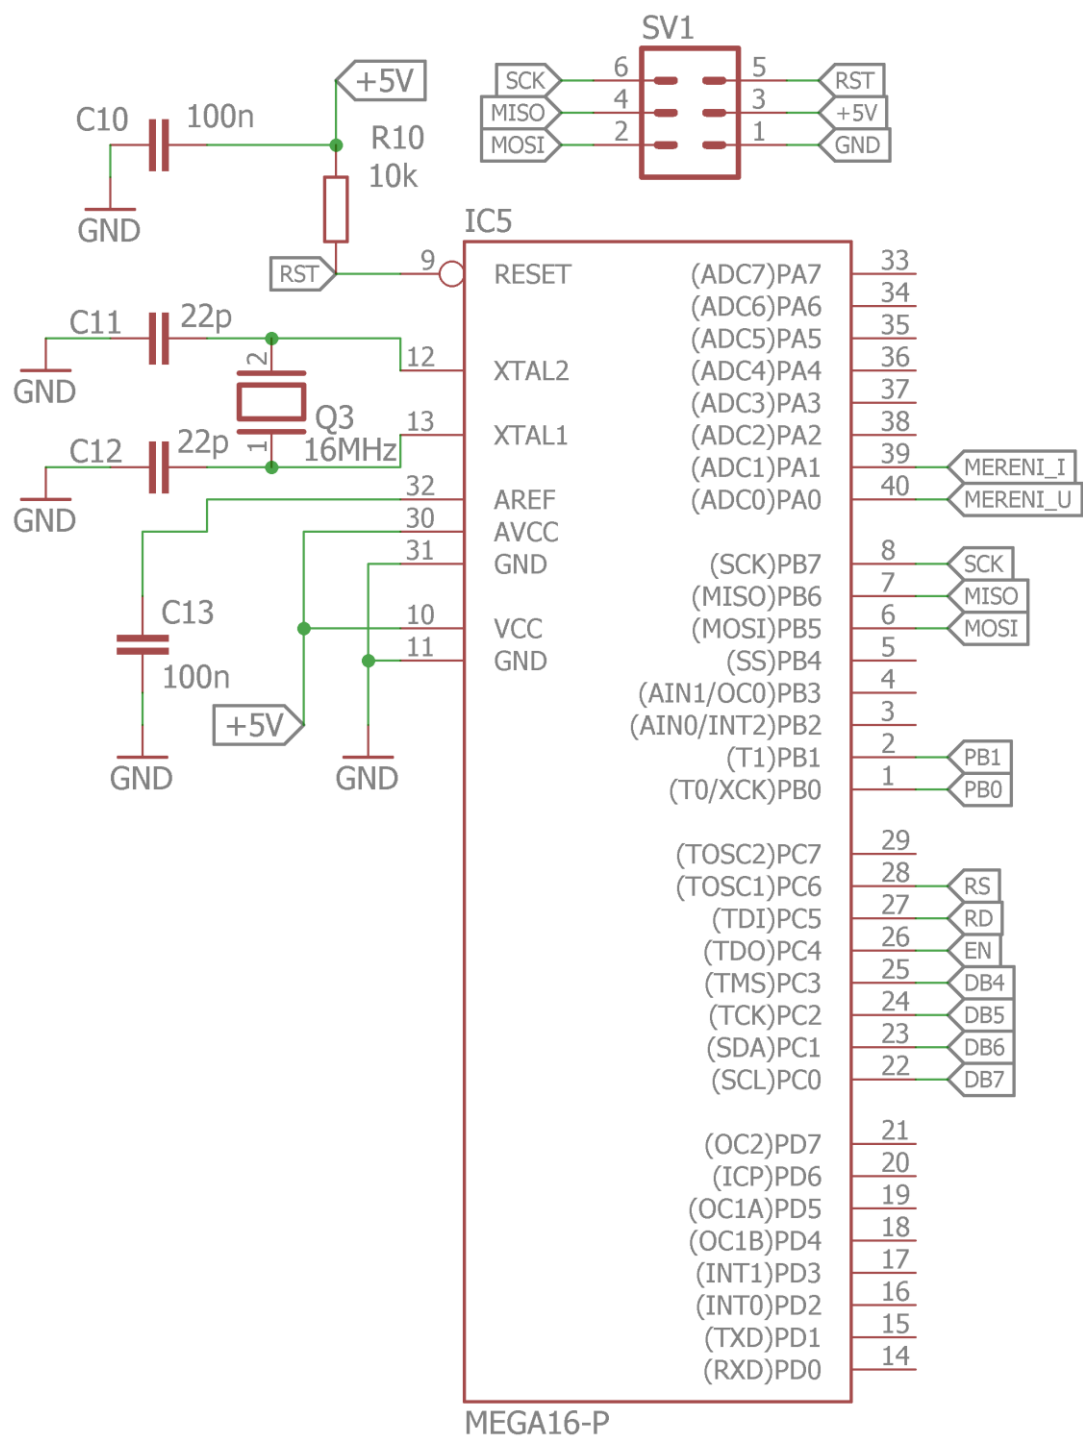 SV1
+5V
SCK 6 5 RST
MISO 4 3 +5V
MOSI 2 1 GND
C10 100n
R10
10k
GND
IC5
RST 9 RESET (ADC7)PA7 33
(ADC6)PA6 34
C11 22p (ADC5)PA5 35
2 12 XTAL2 (ADC4)PA4 36
GND
(ADC3)PA3 37
Q3
C12 22p 1 16MHz 13 XTAL1 (ADC2)PA2 38
(ADC1)PA1 39 MERENI_I
GND 32 AREF (ADC0)PA0 40 MERENI_U
30 AVCC
31 GND (SCK)PB7 8 SCK
(MISO)PB6 7 MISO
C13 10 VCC (MOSI)PB5 6 MOSI
11 GND (SS)PB4 5
100n
(AIN1/OC0)PB3 4
+5V (AIN0/INT2)PB2 3
(T1)PB1 2 PB1
GND GND
(T0/XCK)PB0 1 PB0
(TOSC2)PC7 29
(TOSC1)PC6 28 RS
(TDI)PC5 27 RD
(TDO)PC4 26 EN
(TMS)PC3 25 DB4
(TCK)PC2 24 DB5
(SDA)PC1 23 DB6
(SCL)PC0 22 DB7
(OC2)PD7 21
(ICP)PD6 20
(OC1A)PD5 19
(OC1B)PD4 18
(INT1)PD3 17
(INT0)PD2 16
(TXD)PD1 15
(RXD)PD0 14
MEGA16-P